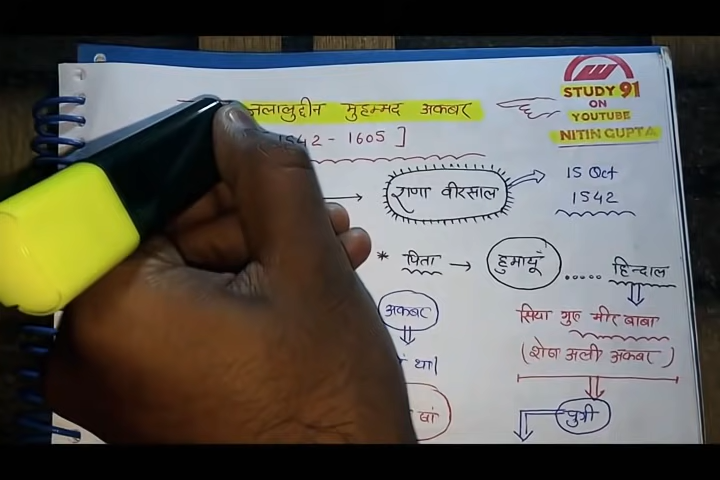 जलालुद्दीन मुहम्मद अकबर
1542 - 1605 ]
STUDY 91
ON
YOUTUBE
NITIN GUPTA
→ राणा वीरसाल
15 Oct
1542
* पिता → हुमायूँ ..... हिन्दाल
अकबर
सिया गुरु मीर बाबा
था।
(शेख अली अकबर)
खां
पुत्री